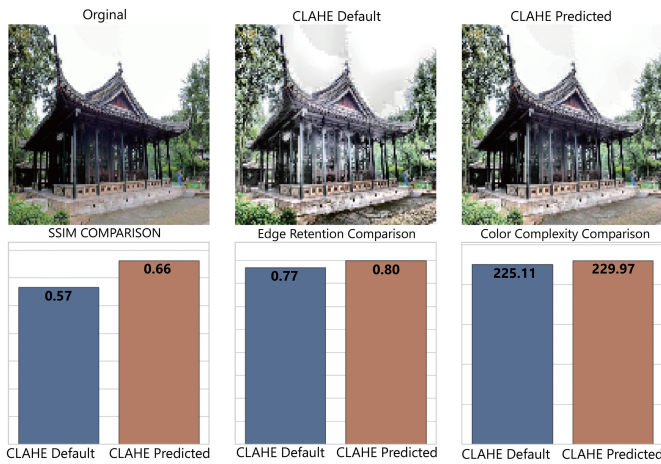 Orginal
CLAHE Default
CLAHE Predicted
SSIM COMPARISON
Edge Retention Comparison
Color Complexity Comparison
0.57
0.66
0.77
0.80
225.11
229.97
CLAHE Default
CLAHE Predicted
CLAHE Default
CLAHE Predicted
CLAHE Default
CLAHE Predicted